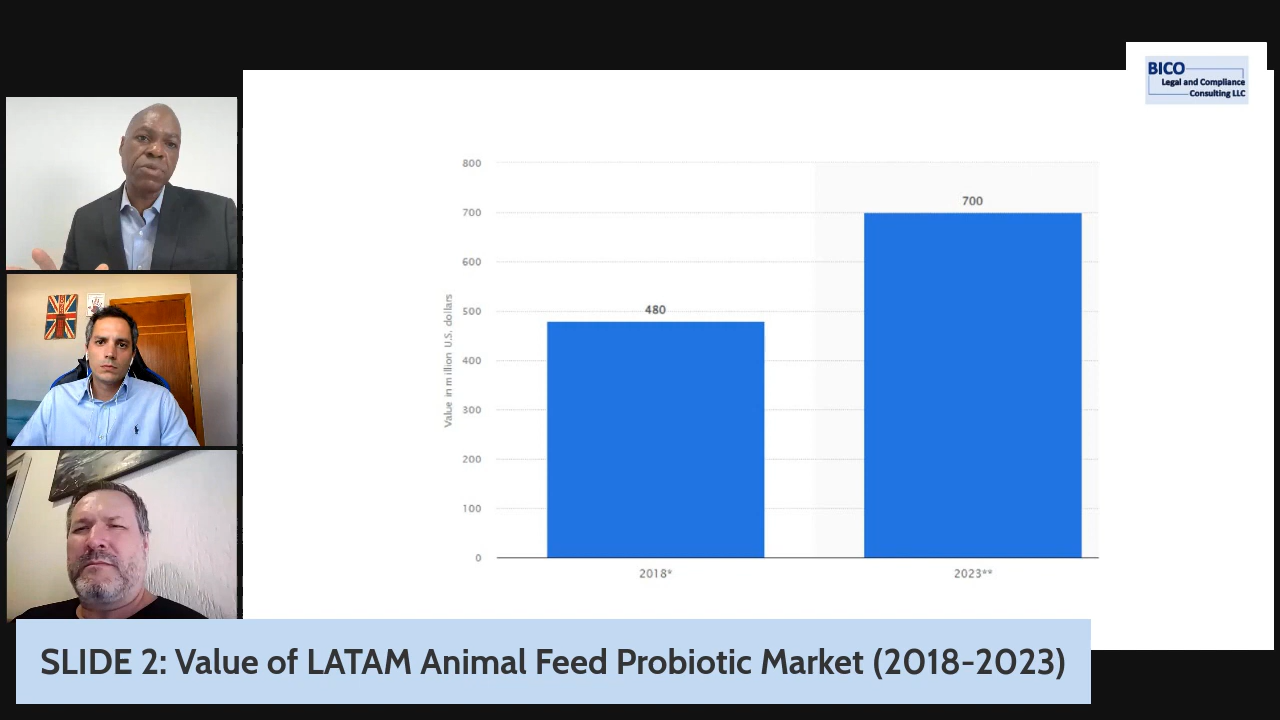 BICO
Legal and Compliance
Consulting LLC
800
700
600
500
400
300
200
100
0
Value in million U.S. dollars
480
700
2018*
2023**
SLIDE 2: Value of LATAM Animal Feed Probiotic Market (2018-2023)